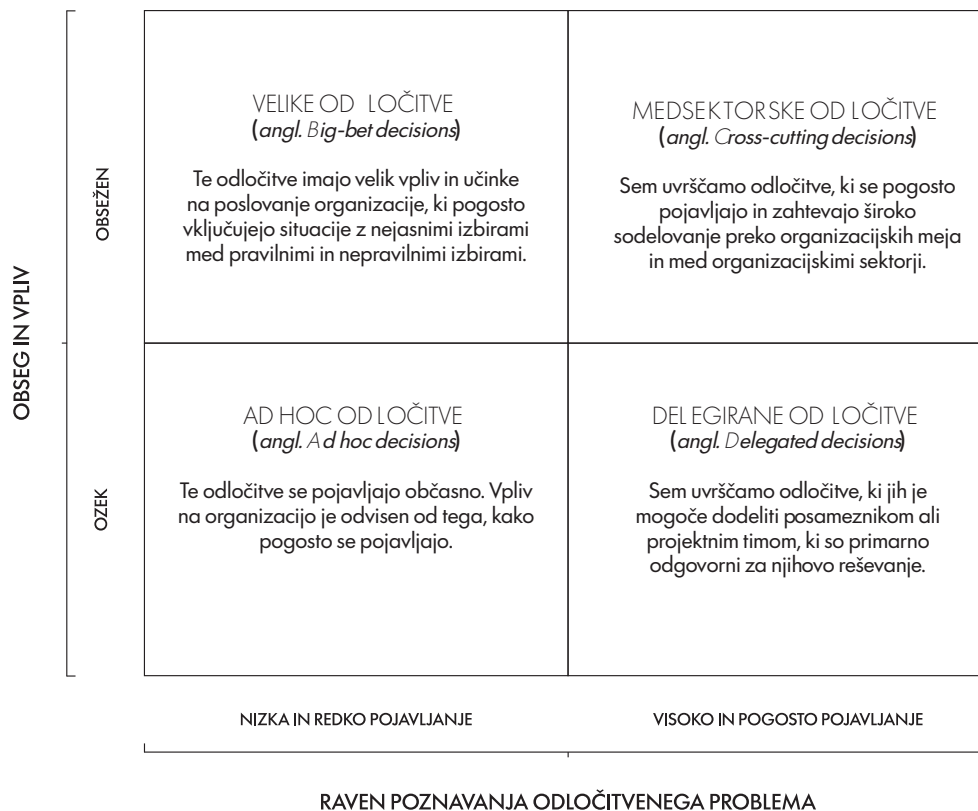 VELIKE ODLOČITVE
(angl. Big-bet decisions)
Te odločitve imajo velik vpliv in učinke
na poslovanje organizacije, ki pogosto
vključujejo situacije z nejasnimi izbirami
med pravilnimi in nepravilnimi izbirami.
MEDSEKTORSKE ODLOČITVE
(angl. Cross-cutting decisions)
Sem uvrščamo odločitve, ki se pogosto
pojavljajo in zahtevajo široko
sodelovanje preko organizacijskih meja
in med organizacijskimi sektorji.
OBSEŽEN
OBSEG IN VPLIV
OZEK
AD HOC ODLOČITVE
(angl. Ad hoc decisions)
Te odločitve se pojavljajo občasno. Vpliv
na organizacijo je odvisen od tega, kako
pogosto se pojavljajo.
DELEGIRANE ODLOČITVE
(angl. Delegated decisions)
Sem uvrščamo odločitve, ki jih je
mogoče dodeliti posameznikom ali
projektnim timom, ki so primarno
odgovorni za njihovo reševanje.
NIZKA IN REDKO POJAVLJANJE
VISOKO IN POGOSTO POJAVLJANJE
RAVEN POZNAVANJA ODLOČITVENEGA PROBLEMA